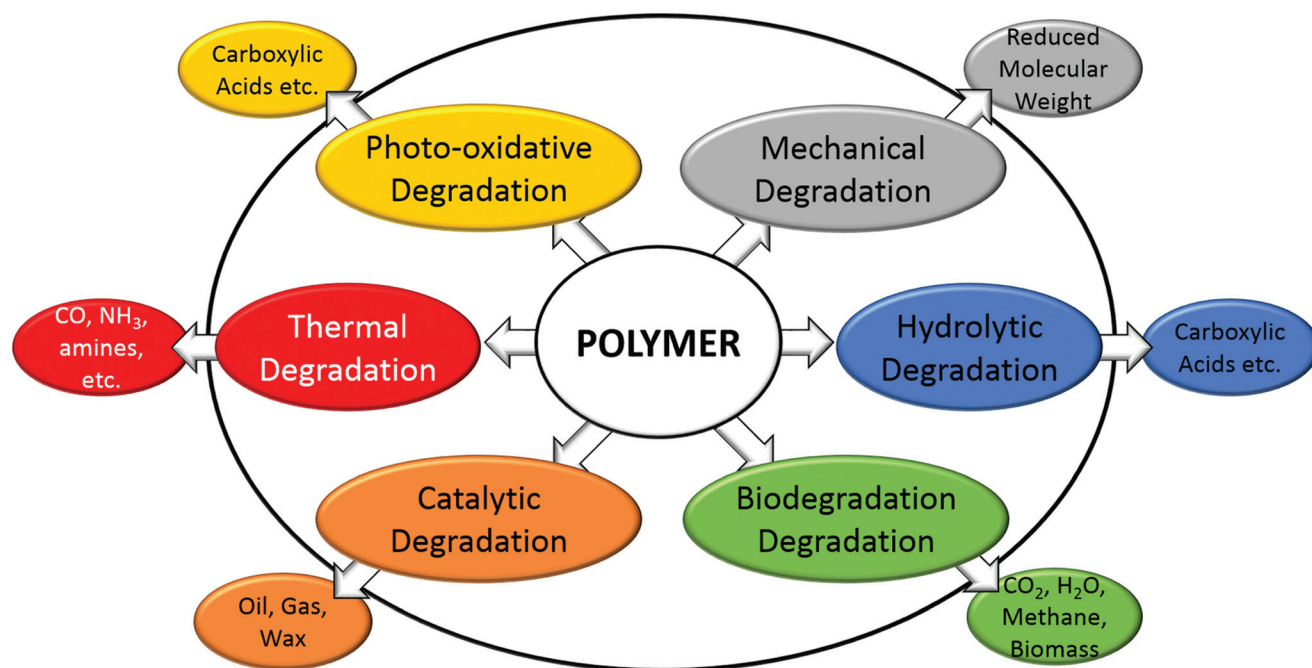 Carboxylic
Acids etc.
Reduced
Molecular
Weight
Photo-oxidative
Degradation
Mechanical
Degradation
CO, NH₃,
amines,
etc.
Thermal
Degradation
POLYMER
Hydrolytic
Degradation
Carboxylic
Acids etc.
Catalytic
Degradation
Biodegradation
Degradation
Oil, Gas,
Wax
CO₂, H₂O,
Methane,
Biomass